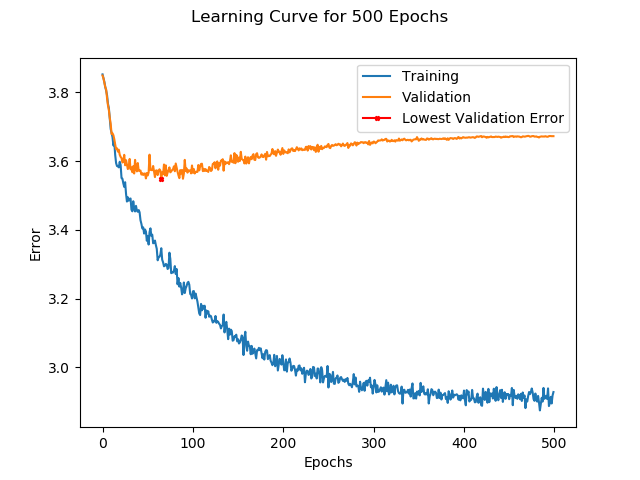 Learning Curve for 500 Epochs
Training
Validation
Lowest Validation Error
3.8
3.6
3.4
3.2
3.0
Error
0 100 200 300 400 500
Epochs